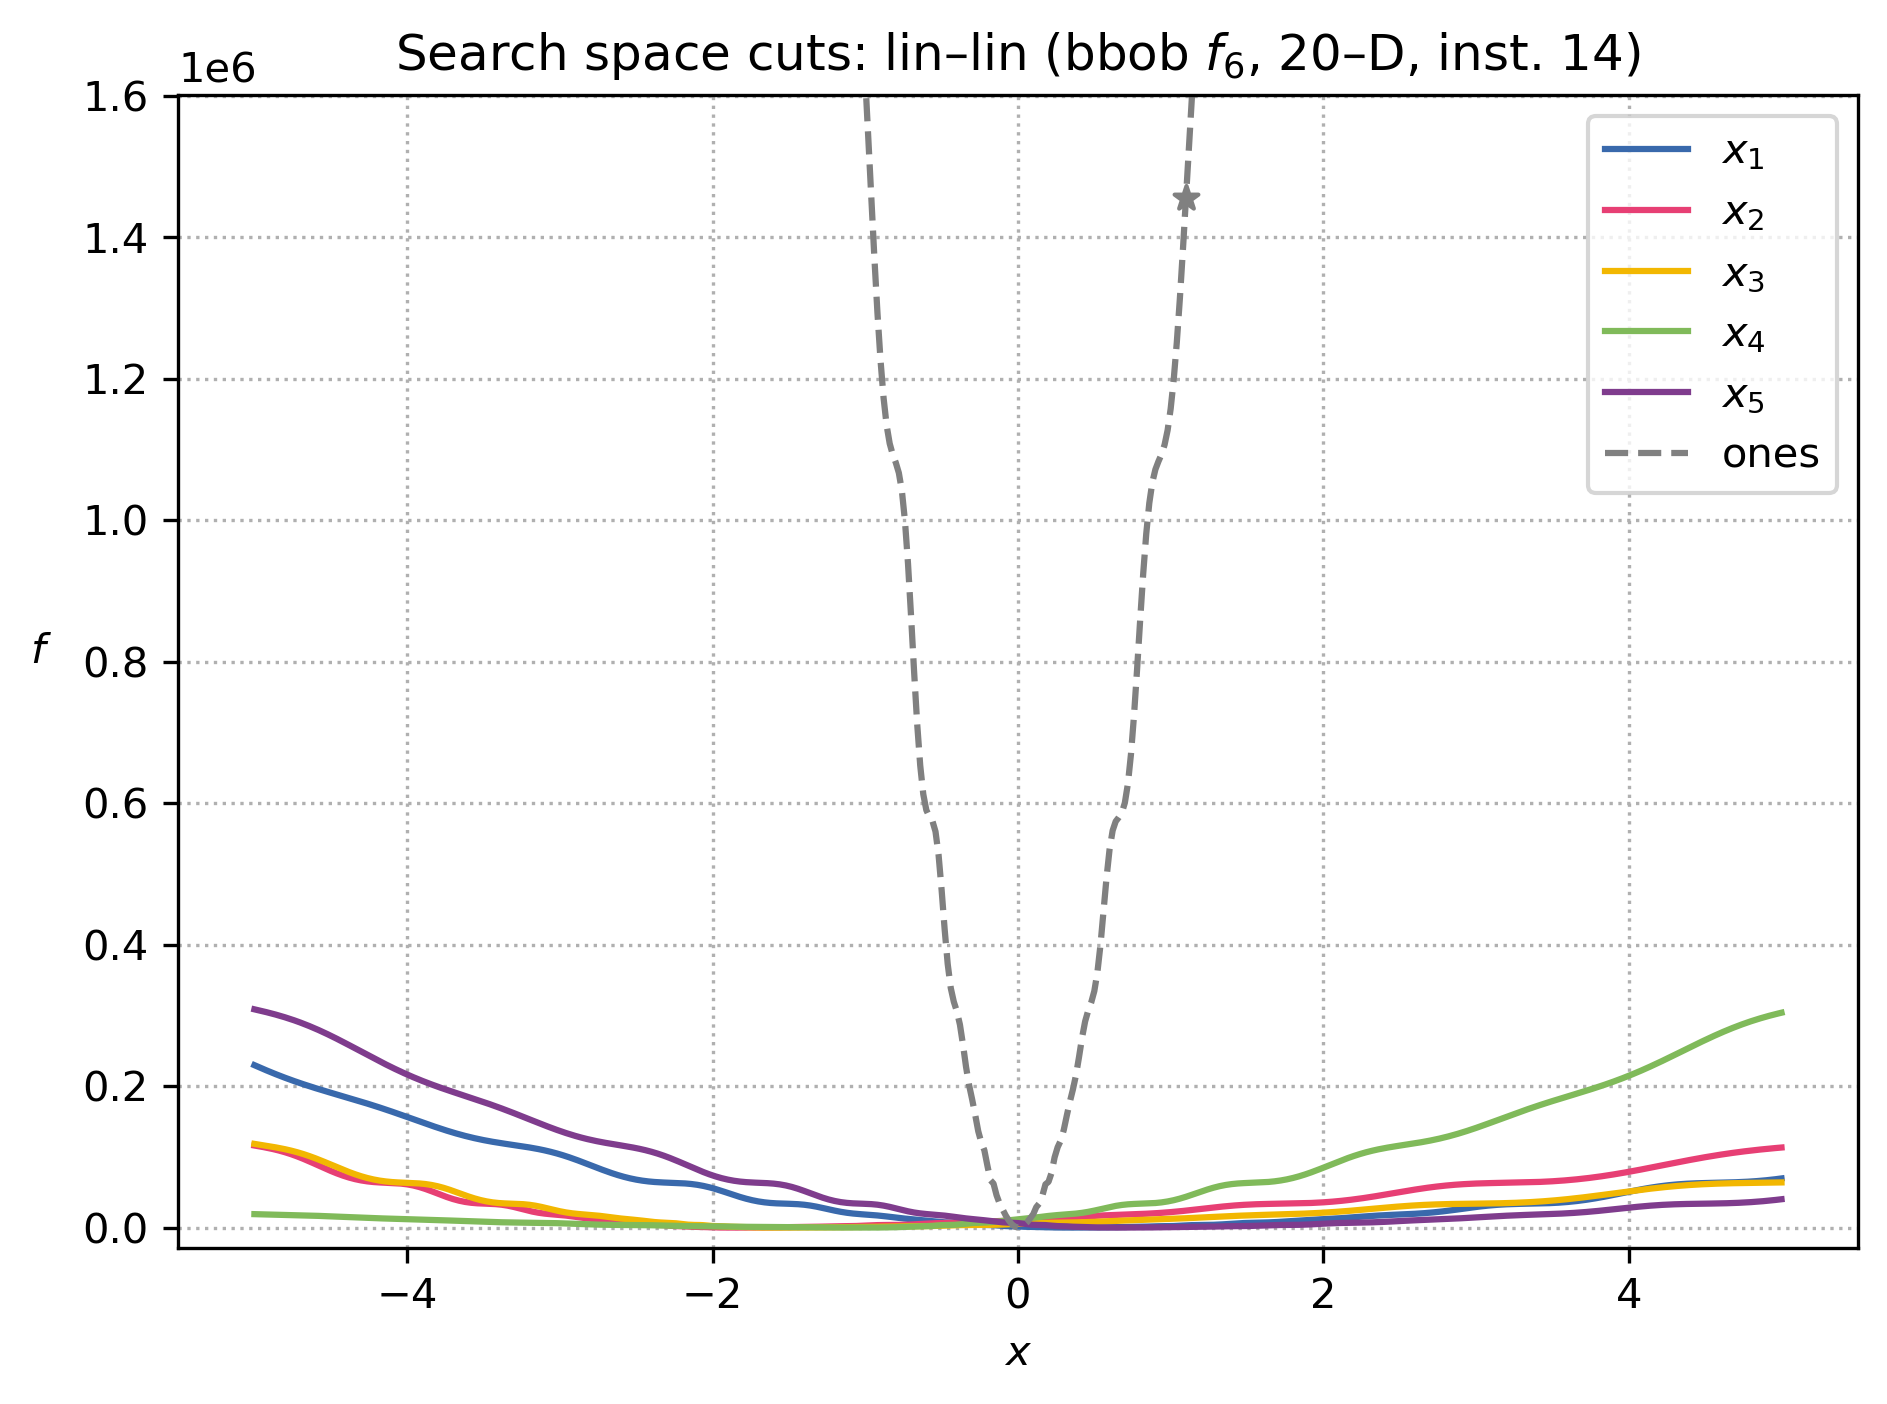 Search space cuts: lin–lin (bbob f₆, 20–D, inst. 14)
1e6
1.6
1.4
1.2
1.0
0.8
0.6
0.4
0.2
0.0
f
−4
−2
0
2
4
x
x₁
x₂
x₃
x₄
x₅
ones